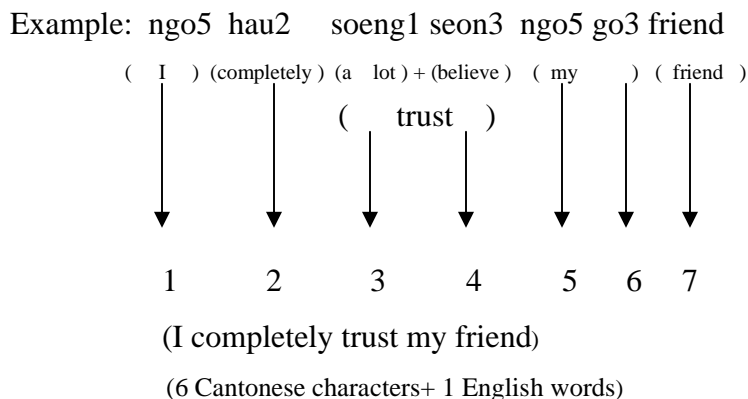 Example: ngo5 hau2 soeng1 seon3 ngo5 go3 friend
( I ) (completely ) (a lot ) + (believe ) ( my ) ( friend )
( trust )
1 2 3 4 5 6 7
(I completely trust my friend)
(6 Cantonese characters+ 1 English words)